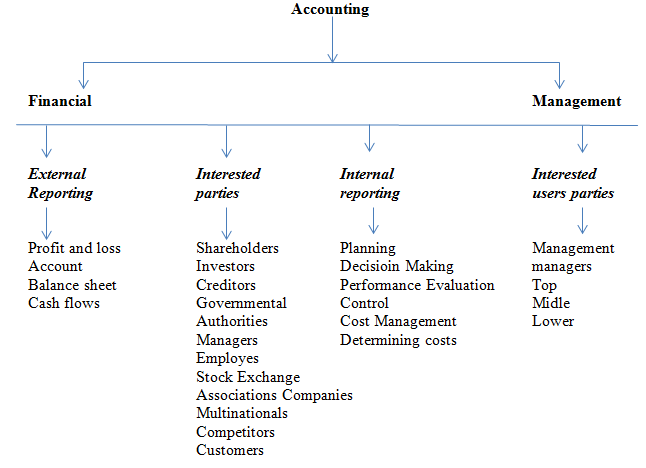 Accounting
Financial
Management
External
Reporting
Profit and loss
Account
Balance sheet
Cash flows
Interested
parties
Shareholders
Investors
Creditors
Governmental
Authorities
Managers
Employes
Stock Exchange
Associations Companies
Multinationals
Competitors
Customers
Internal
reporting
Planning
Decisioin Making
Performance Evaluation
Control
Cost Management
Determining costs
Interested
users parties
Management
managers
Top
Midle
Lower